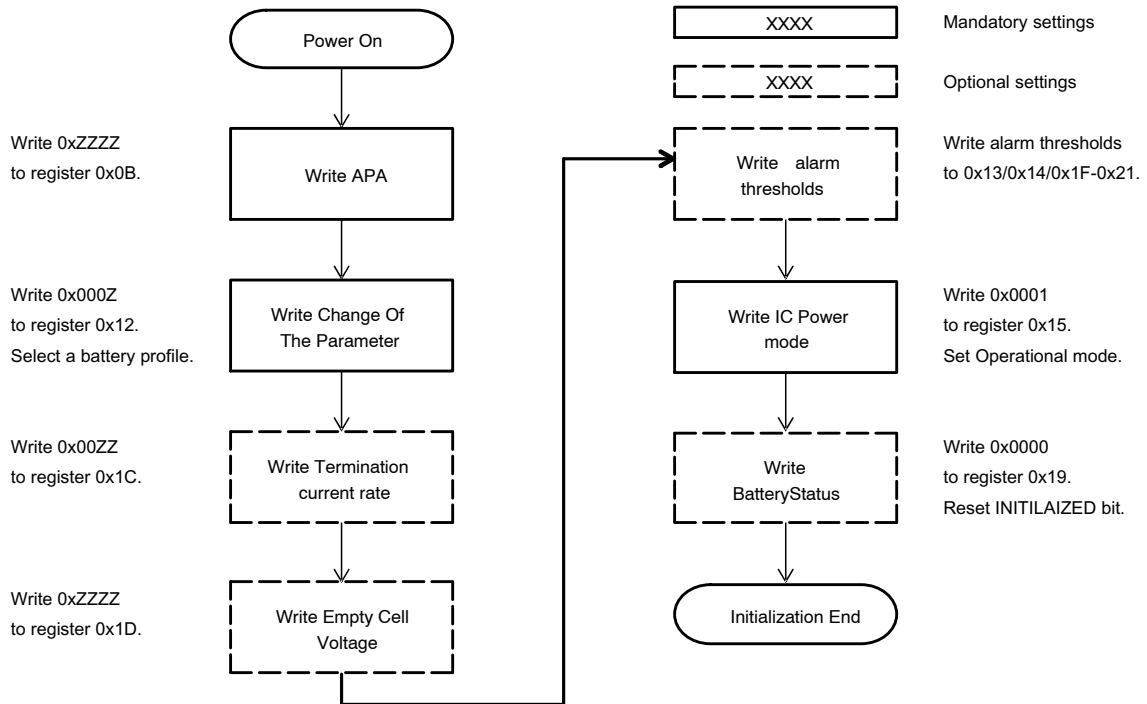 Power On
Write 0xZZZZ
to register 0x0B.
Write APA
Write 0x000Z
to register 0x12.
Select a battery profile.
Write Change Of
The Parameter
Write 0x00ZZ
to register 0x1C.
Write Termination
current rate
Write 0xZZZZ
to register 0x1D.
Write Empty Cell
Voltage
XXXX
Mandatory settings
XXXX
Optional settings
Write alarm
thresholds
Write alarm thresholds
to 0x13/0x14/0x1F-0x21.
Write IC Power
mode
Write 0x0001
to register 0x15.
Set Operational mode.
Write
BatteryStatus
Write 0x0000
to register 0x19.
Reset INITILAIZED bit.
Initialization End